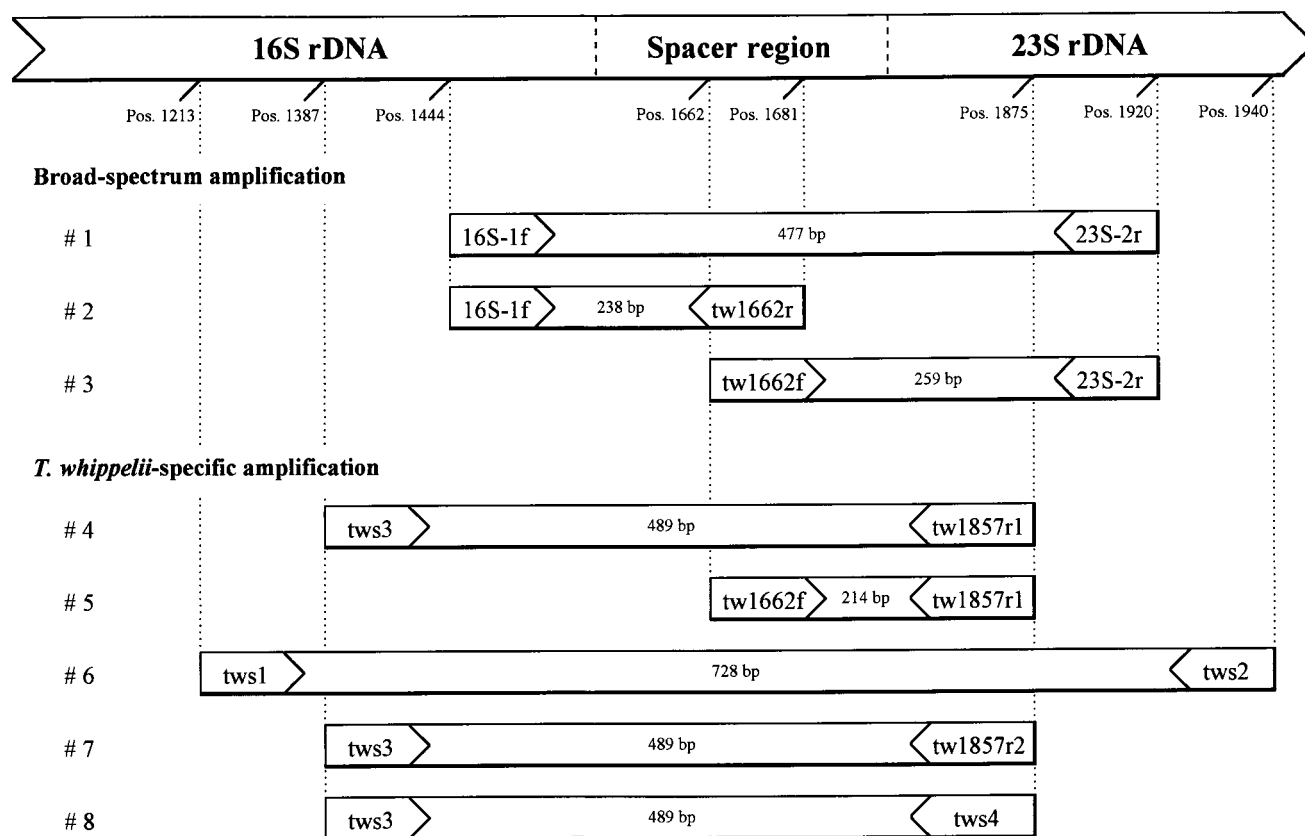 16S rDNA Spacer region 23S rDNA
Pos. 1213 Pos. 1387 Pos. 1444 Pos. 1662 Pos. 1681 Pos. 1875 Pos. 1920 Pos. 1940
Broad-spectrum amplification
# 1 16S-1f 477 bp 23S-2r
# 2 16S-1f 238 bp tw1662r
# 3 tw1662f 259 bp 23S-2r
T. whippelii-specific amplification
# 4 tws3 489 bp tw1857r1
# 5 tw1662f 214 bp tw1857r1
# 6 tws1 728 bp tws2
# 7 tws3 489 bp tw1857r2
# 8 tws3 489 bp tws4